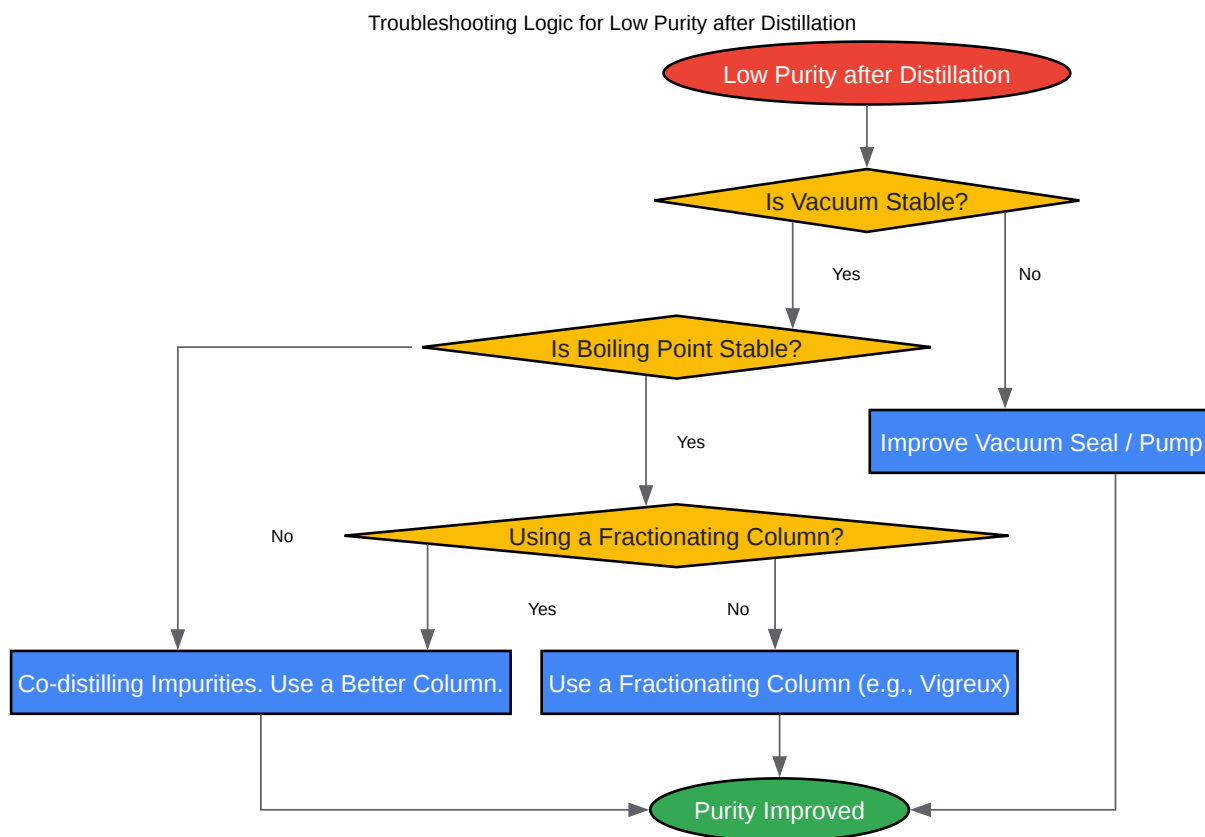 Troubleshooting Logic for Low Purity after Distillation
Low Purity after Distillation
Is Vacuum Stable?
Yes
No
Is Boiling Point Stable?
Improve Vacuum Seal / Pump
Yes
No
Using a Fractionating Column?
Yes
No
Co-distilling Impurities. Use a Better Column.
Use a Fractionating Column (e.g., Vigreux)
Purity Improved